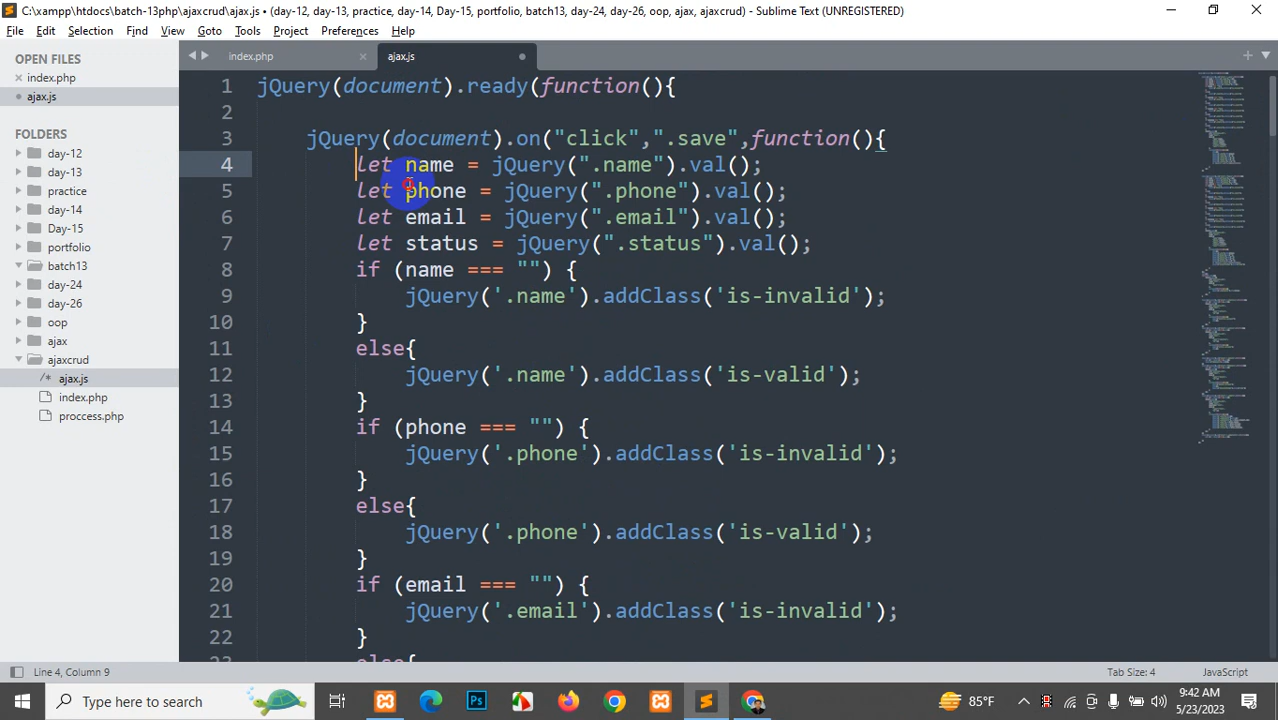 C:\xampp\htdocs\batch-13php\ajaxcrud\ajax.js • (day-12, day-13, practice, day-14, Day-15, portfolio, batch13, day-24, day-26, oop, ajax, ajaxcrud) - Sublime Text (UNREGISTERED)
File Edit Selection Find View Goto Tools Project Preferences Help
OPEN FILES
index.php
ajax.js
FOLDERS
day-12
day-13
practice
day-14
Day-15
portfolio
batch13
day-24
day-26
oop
ajax
ajaxcrud
/* ajax.js
index.php
proccess.php
index.php ajax.js
1 jQuery(document).ready(function(){
2
3 jQuery(document).on("click",".save",function(){
4 let name = jQuery(".name").val();
5 let phone = jQuery(".phone").val();
6 let email = jQuery(".email").val();
7 let status = jQuery(".status").val();
8 if (name === "") {
9 jQuery('.name').addClass('is-invalid');
10 }
11 else{
12 jQuery('.name').addClass('is-valid');
13 }
14 if (phone === "") {
15 jQuery('.phone').addClass('is-invalid');
16 }
17 else{
18 jQuery('.phone').addClass('is-valid');
19 }
20 if (email === "") {
21 jQuery('.email').addClass('is-invalid');
22 }
23 else{
Line 4, Column 9
Tab Size: 4 JavaScript
Type here to search
Ps
85°F
9:42 AM
5/23/2023